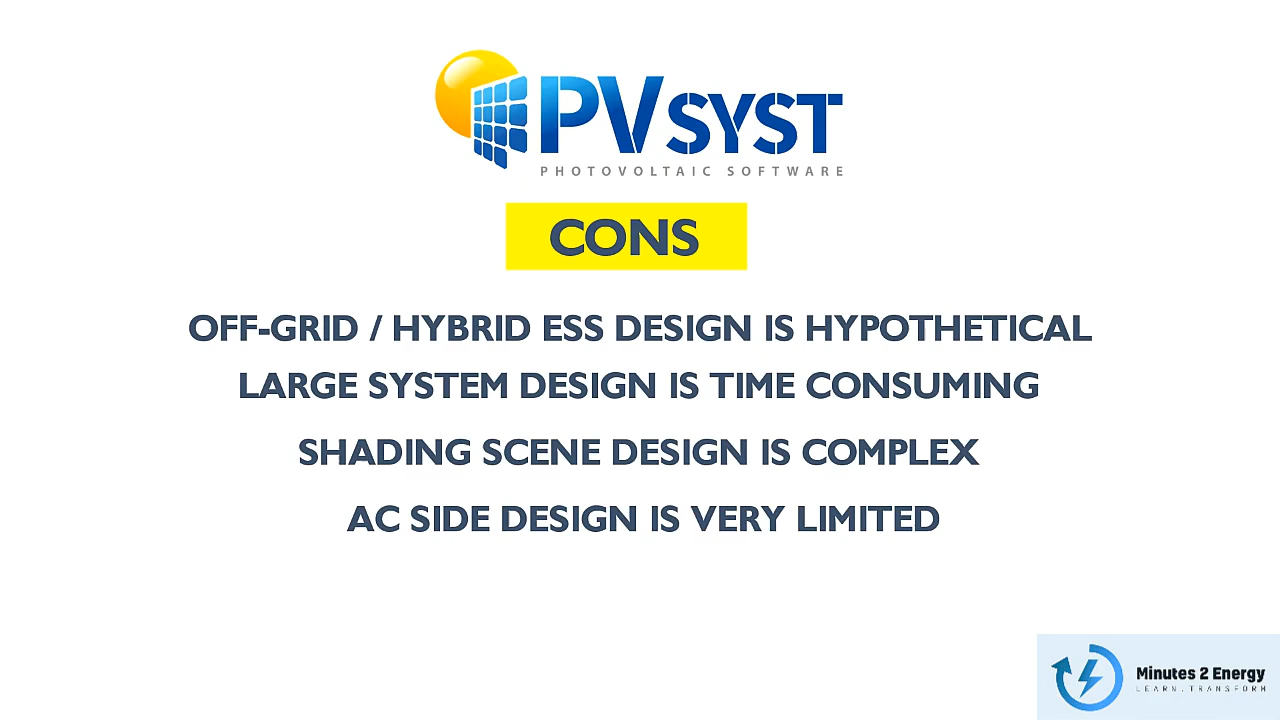 PVSYST
PHOTOVOLTAIC SOFTWARE
CONS
OFF-GRID / HYBRID ESS DESIGN IS HYPOTHETICAL
LARGE SYSTEM DESIGN IS TIME CONSUMING
SHADING SCENE DESIGN IS COMPLEX
AC SIDE DESIGN IS VERY LIMITED
Minutes 2 Energy
LEARN.TRANSFORM